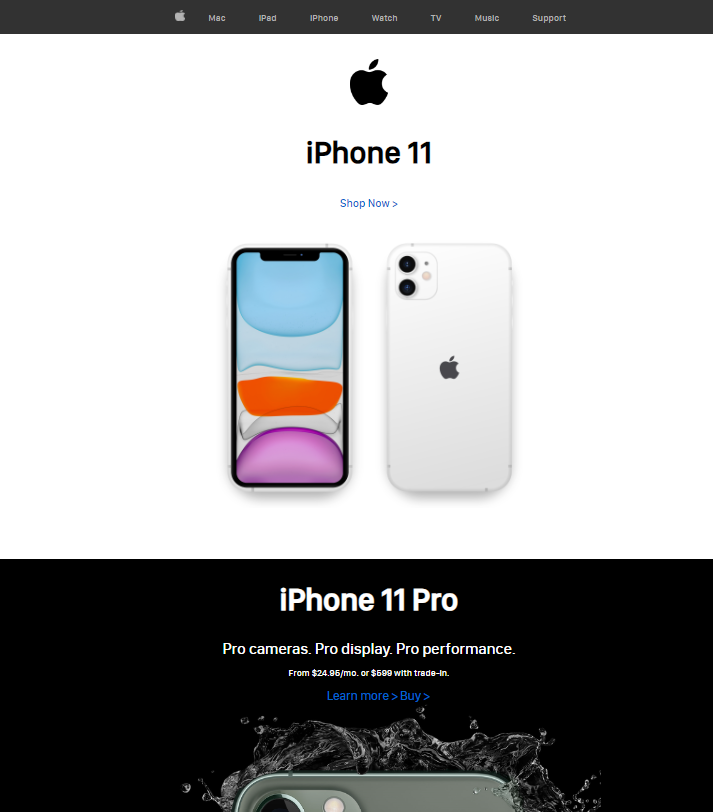 Mac iPad iPhone Watch TV Music Support
iPhone 11
Shop Now >
iPhone 11 Pro
Pro cameras. Pro display. Pro performance.
From $24.95/mo. or $599 with trade-in.
Learn more > Buy >